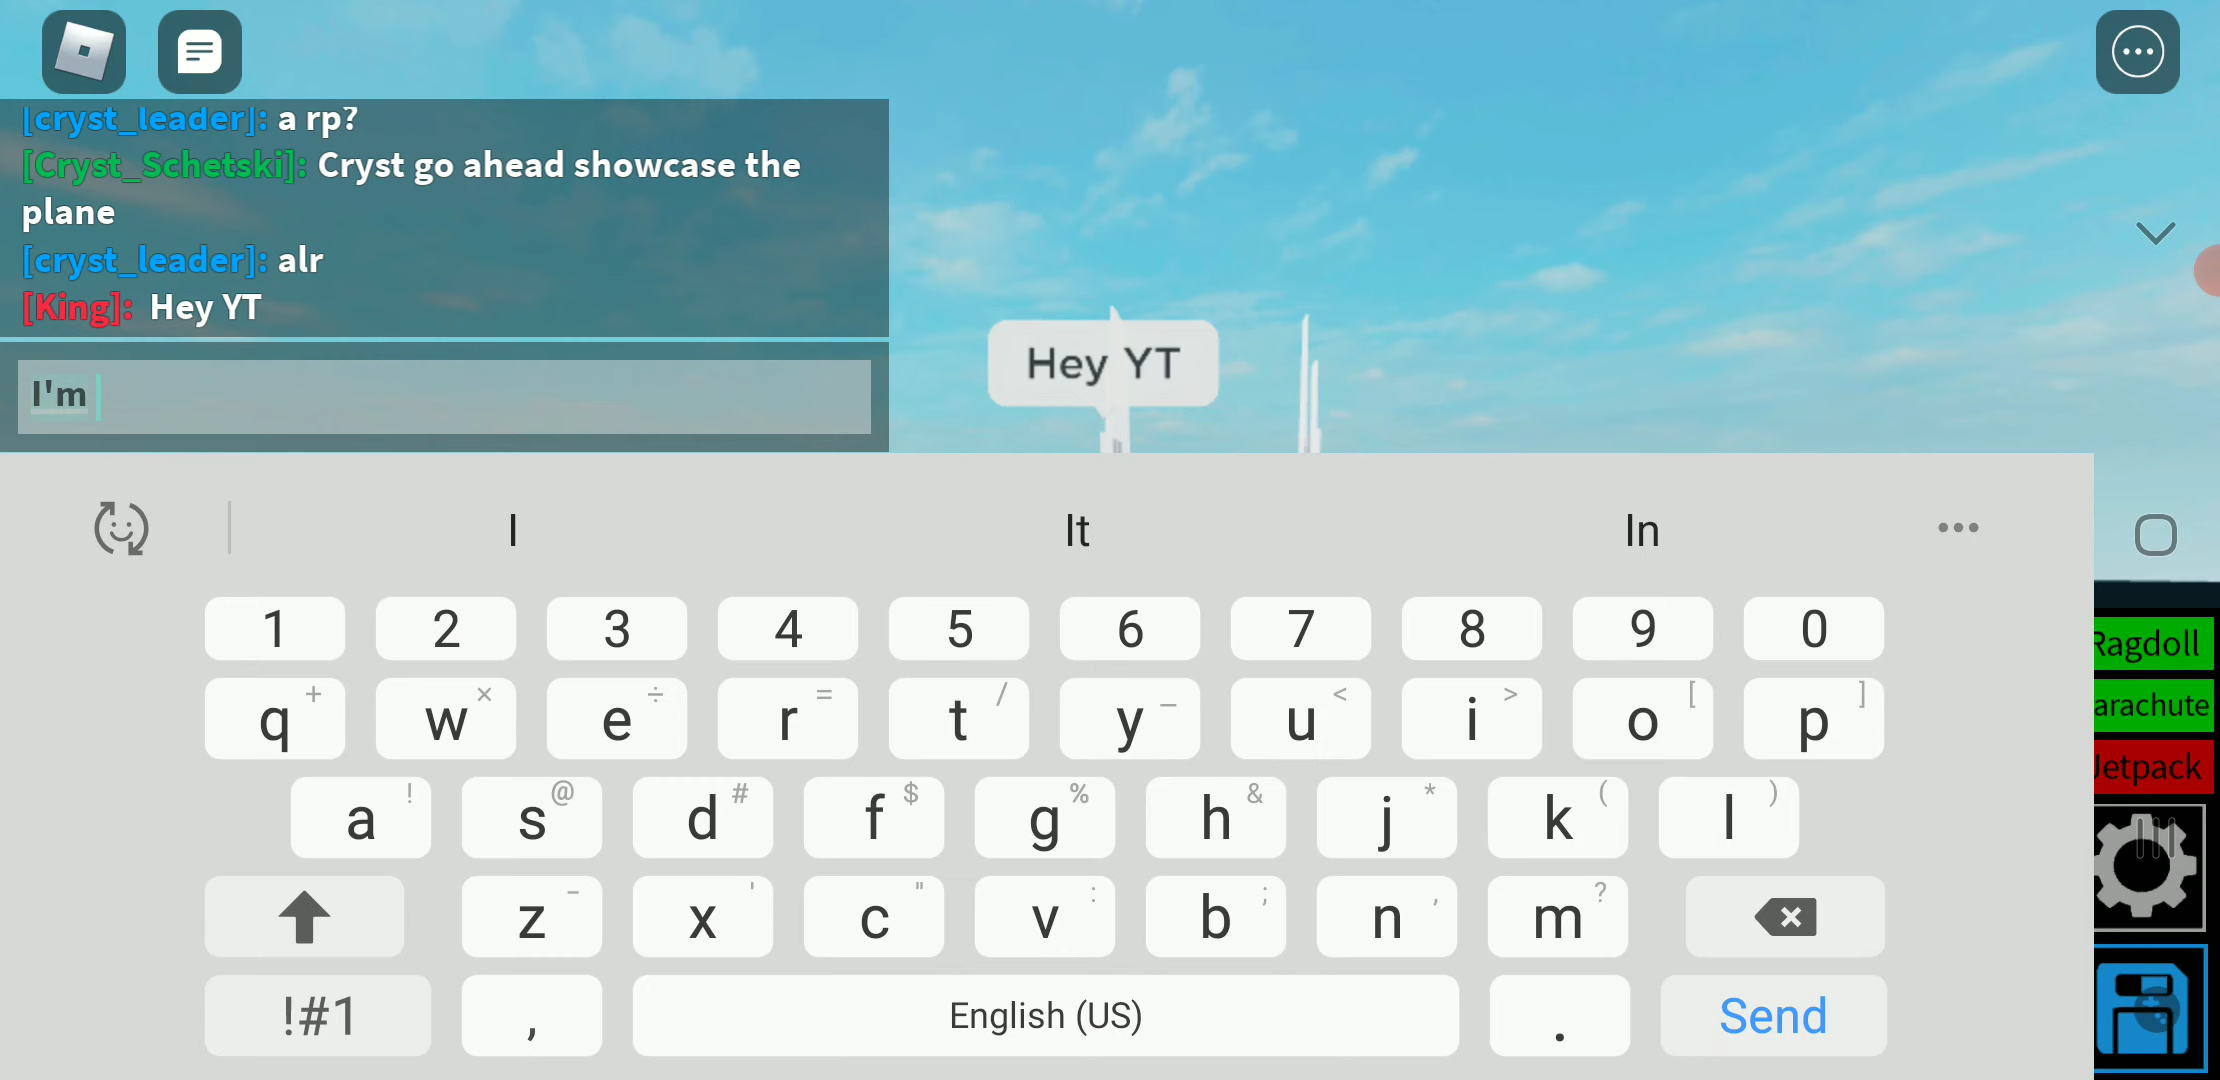 [cryst_leader]: a rp?
[Cryst_Schetski]: Cryst go ahead showcase the
plane
[cryst_leader]: alr
[King]: Hey YT
I'm
Hey YT
I It In
1 2 3 4 5 6 7 8 9 0
q + w × e ÷ r = t / y _ u < i > o [ p ]
a ! s @ d # f $ g % h & j * k ( l )
z - x ' c " v : b ; n , m ?
!#1 , English (US) . Send
Ragdoll
arachute
Jetpack